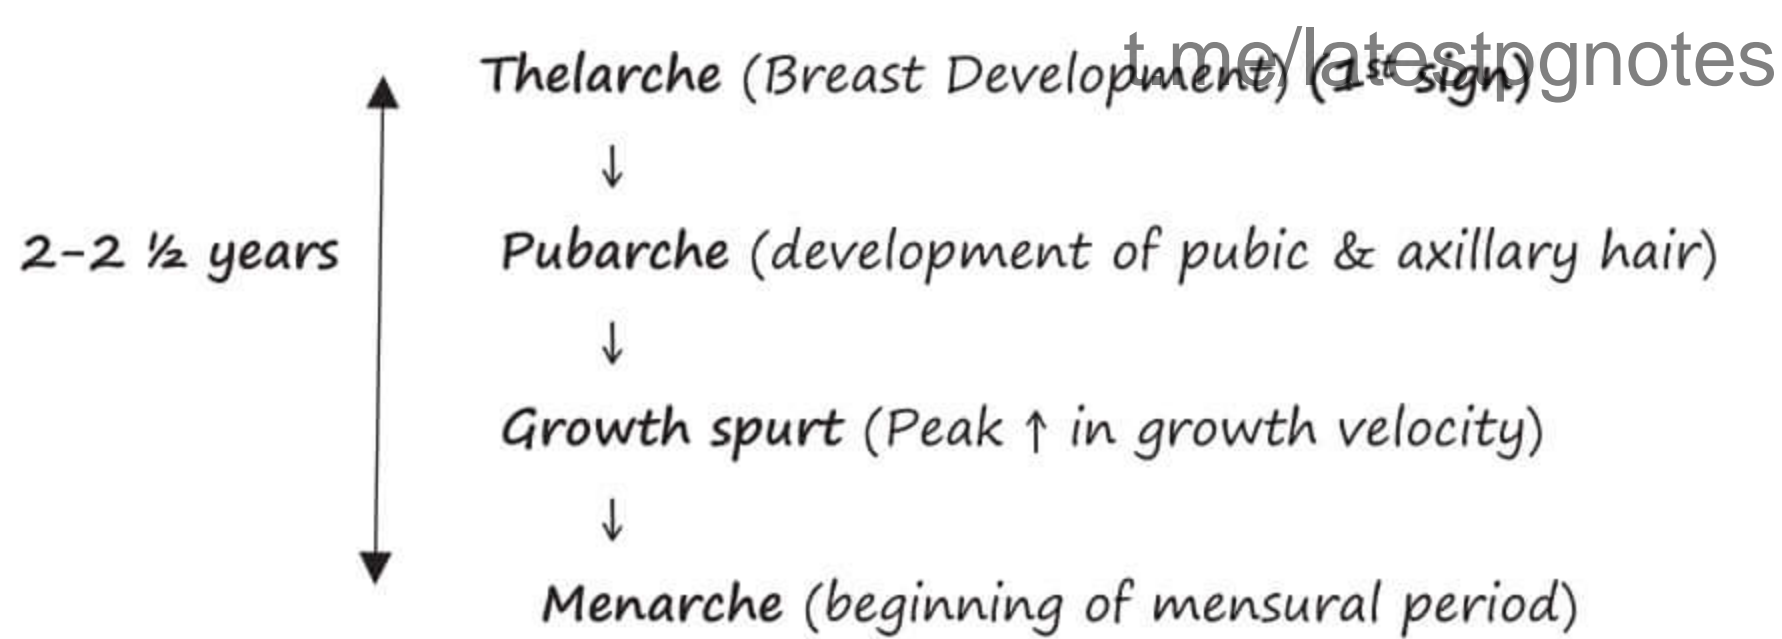 t.me/latestpgnotes
Thelarche (Breast Development) (1st sign)
↓
2-2 ½ years
Pubarche (development of pubic & axillary hair)
↓
Growth spurt (Peak ↑ in growth velocity)
↓
Menarche (beginning of mensural period)